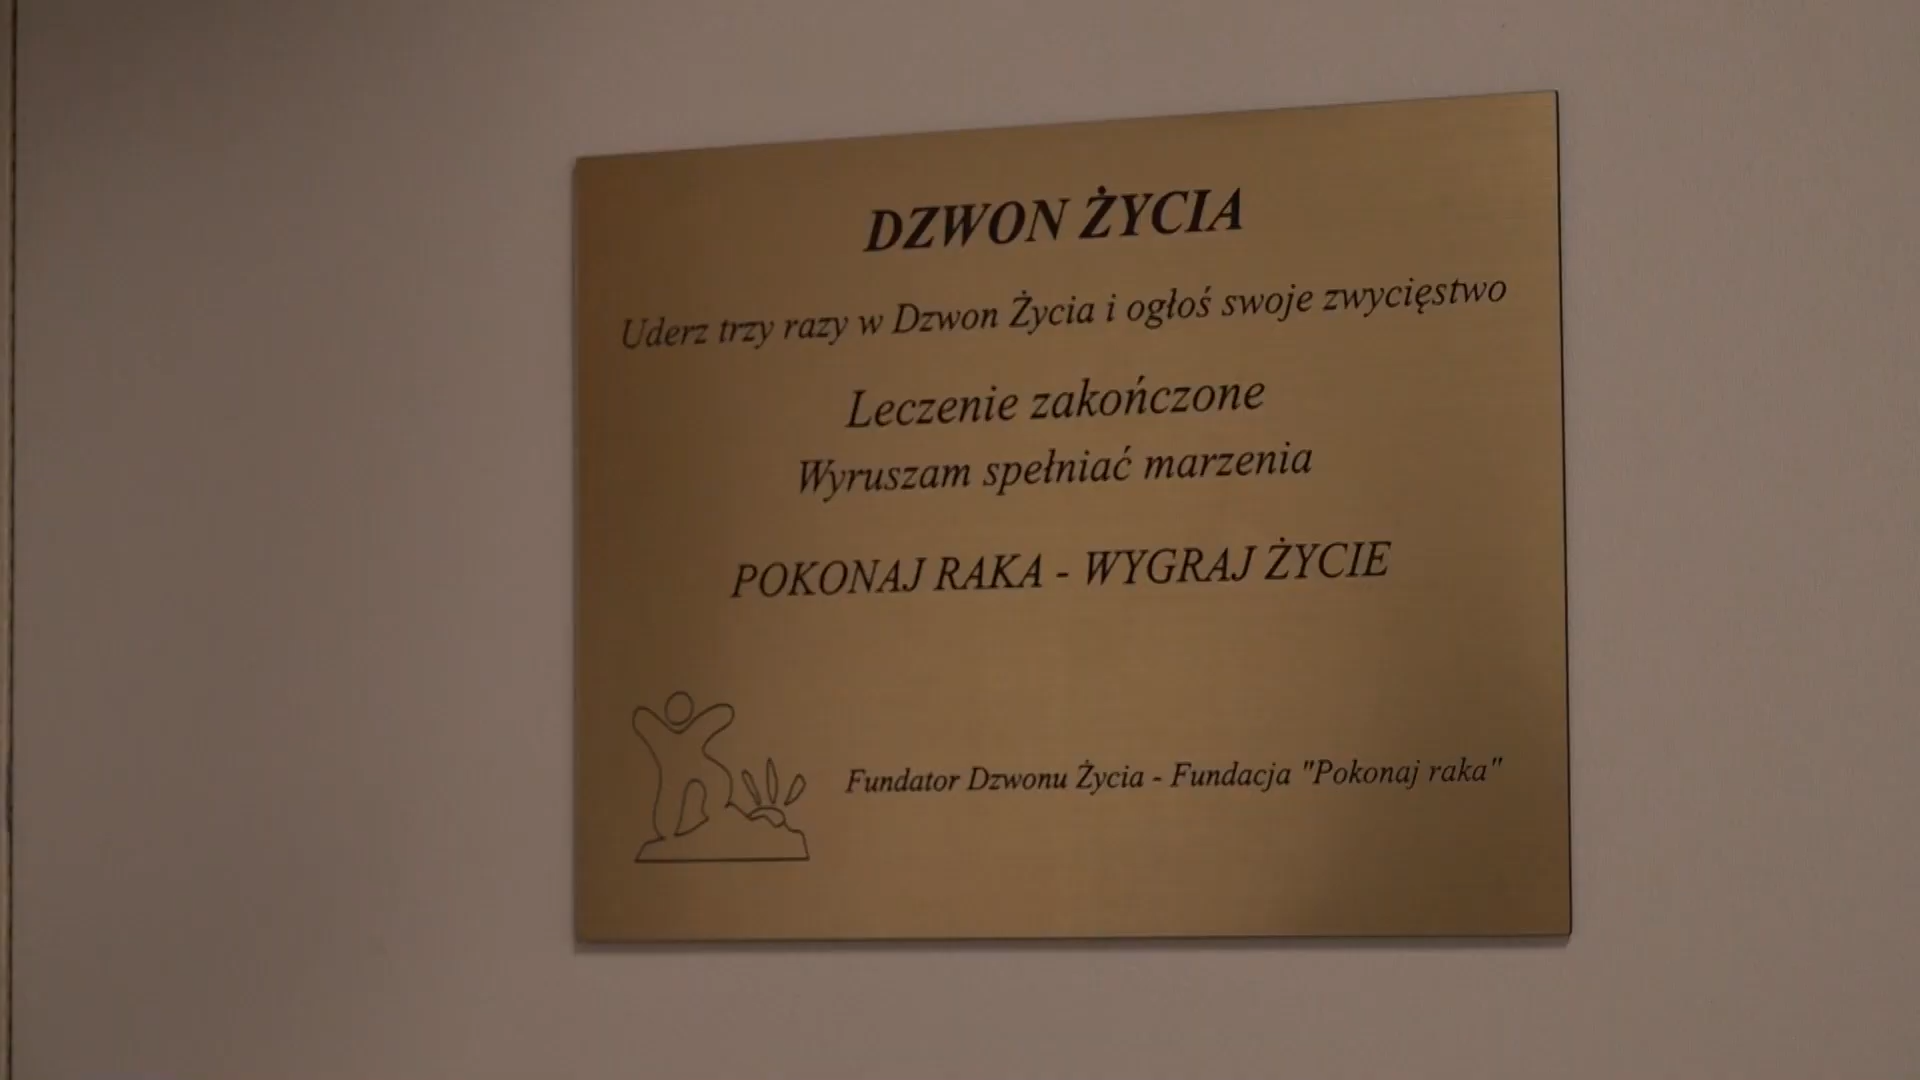 DZWON ŻYCIA
Uderz trzy razy w Dzwon Życia i ogłoś swoje zwycięstwo
Leczenie zakończone
Wyruszam spełniać marzenia
POKONAJ RAKA - WYGRAJ ŻYCIE
Fundator Dzwonu Życia - Fundacja "Pokonaj raka"